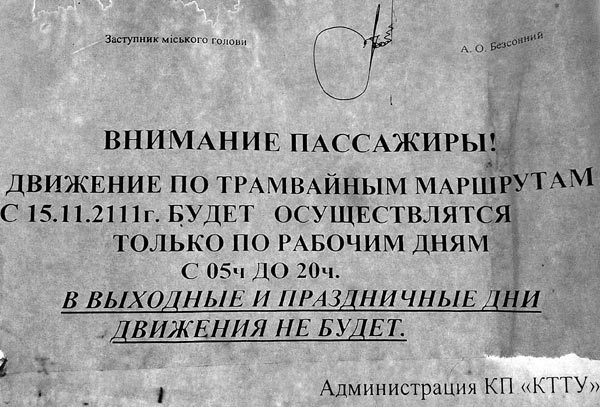 Заступник міського голови
А. О. Безсовний
ВНИМАНИЕ ПАССАЖИРЫ!
ДВИЖЕНИЕ ПО ТРАМВАЙНЫМ МАРШРУТАМ
С 15.11.2111г. БУДЕТ ОСУЩЕСТВЛЯТСЯ
ТОЛЬКО ПО РАБОЧИМ ДНЯМ
С 05ч ДО 20ч.
В ВЫХОДНЫЕ И ПРАЗДНИЧНЫЕ ДНИ
ДВИЖЕНИЯ НЕ БУДЕТ.
Администрация КП «КТТУ»